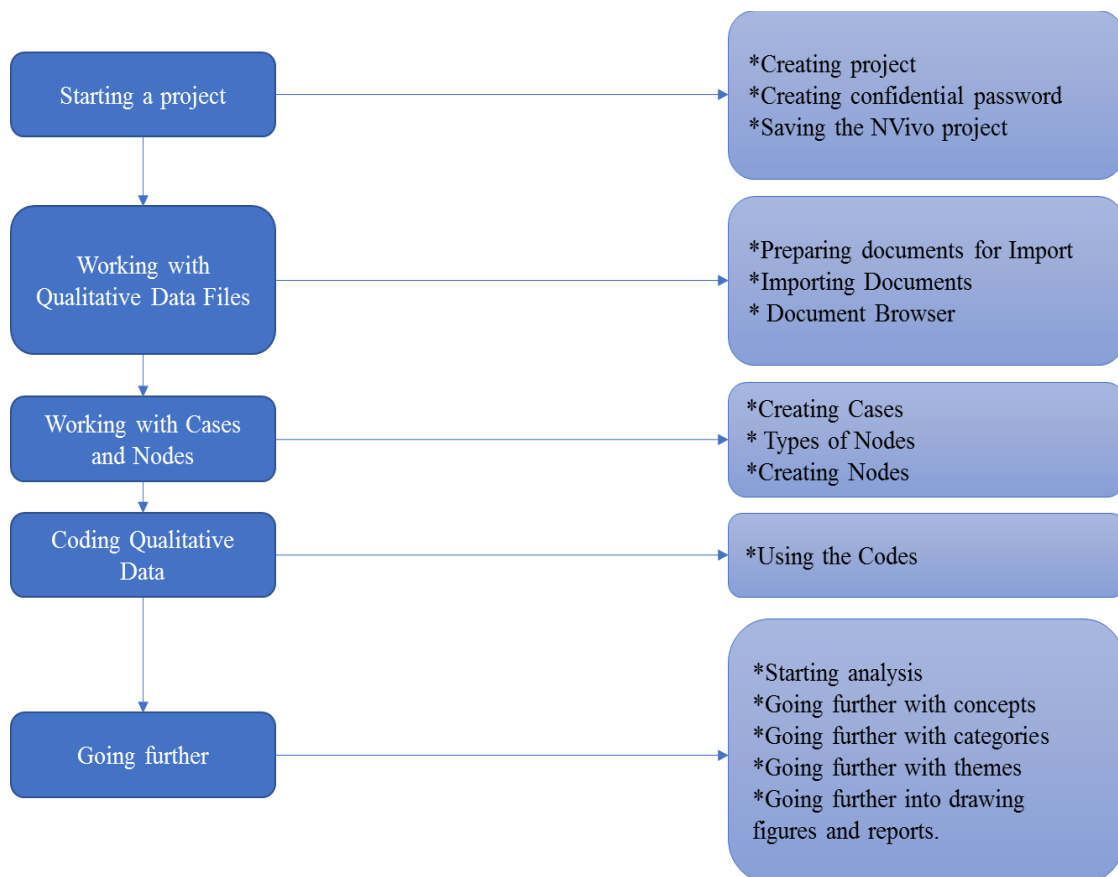 Starting a project
*Creating project
*Creating confidential password
*Saving the NVivo project
Working with
Qualitative Data Files
*Preparing documents for Import
*Importing Documents
* Document Browser
Working with Cases
and Nodes
*Creating Cases
* Types of Nodes
*Creating Nodes
Coding Qualitative
Data
*Using the Codes
Going further
*Starting analysis
*Going further with concepts
*Going further with categories
*Going further with themes
*Going further into drawing
figures and reports.